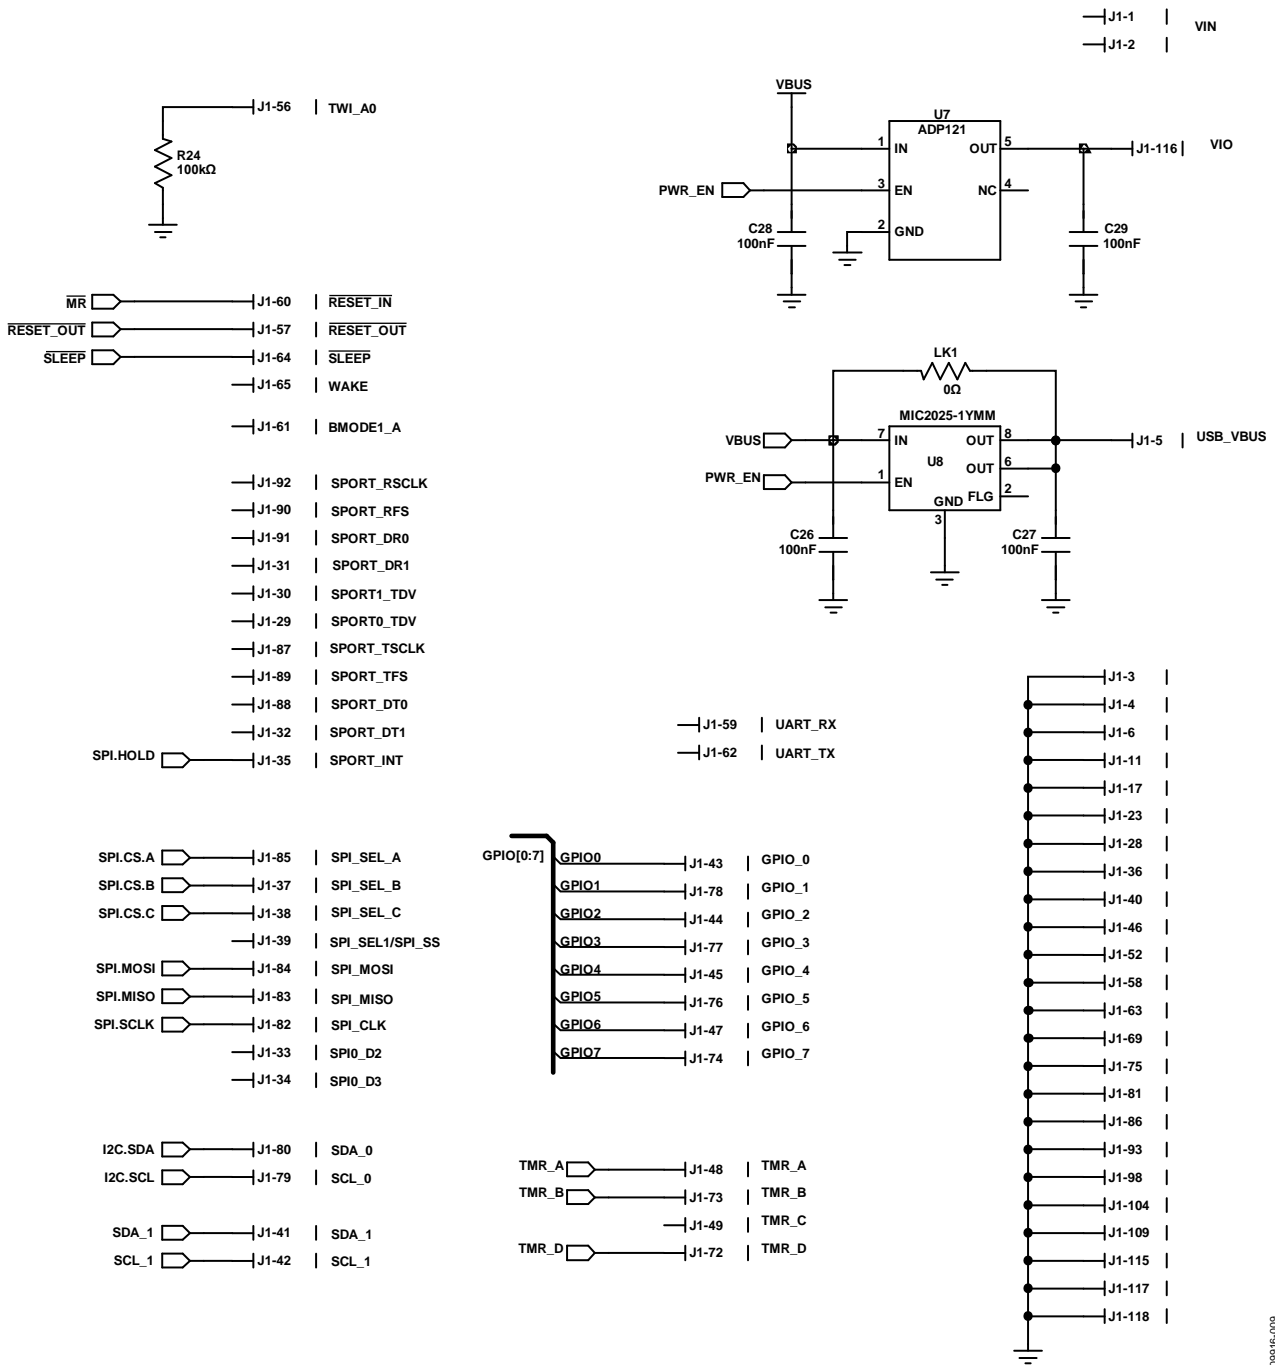 J1-1 | VIN
J1-2 |
J1-56 | TWI_A0
R24
100kΩ
VBUS
U7
ADP121
1 IN OUT 5 J1-116 | VIO
PWR_EN 3 EN NC 4
2 GND
C28
100nF
C29
100nF
MR J1-60 | RESET_IN
RESET_OUT J1-57 | RESET_OUT
SLEEP J1-64 | SLEEP
J1-65 | WAKE
J1-61 | BMODE1_A
LK1
0Ω
MIC2025-1YMM
VBUS 7 IN OUT 8 J1-5 | USB_VBUS
U8
OUT 6
PWR_EN 1 EN
FLG 2
GND
3
C26
100nF
C27
100nF
J1-92 | SPORT_RSCLK
J1-90 | SPORT_RFS
J1-91 | SPORT_DR0
J1-31 | SPORT_DR1
J1-30 | SPORT1_TDV
J1-29 | SPORT0_TDV
J1-87 | SPORT_TSCLK
J1-89 | SPORT_TFS
J1-88 | SPORT_DT0
J1-32 | SPORT_DT1
SPI.HOLD J1-35 | SPORT_INT
J1-59 | UART_RX
J1-62 | UART_TX
SPI.CS.A J1-85 | SPI_SEL_A
SPI.CS.B J1-37 | SPI_SEL_B
SPI.CS.C J1-38 | SPI_SEL_C
J1-39 | SPI_SEL1/SPI_SS
SPI.MOSI J1-84 | SPI_MOSI
SPI.MISO J1-83 | SPI_MISO
SPI.SCLK J1-82 | SPI_CLK
J1-33 | SPI0_D2
J1-34 | SPI0_D3
I2C.SDA J1-80 | SDA_0
I2C.SCL J1-79 | SCL_0
SDA_1 J1-41 | SDA_1
SCL_1 J1-42 | SCL_1
GPIO[0:7]
GPIO0 J1-43 | GPIO_0
GPIO1 J1-78 | GPIO_1
GPIO2 J1-44 | GPIO_2
GPIO3 J1-77 | GPIO_3
GPIO4 J1-45 | GPIO_4
GPIO5 J1-76 | GPIO_5
GPIO6 J1-47 | GPIO_6
GPIO7 J1-74 | GPIO_7
TMR_A J1-48 | TMR_A
TMR_B J1-73 | TMR_B
J1-49 | TMR_C
TMR_D J1-72 | TMR_D
J1-3 |
J1-4 |
J1-6 |
J1-11 |
J1-17 |
J1-23 |
J1-28 |
J1-36 |
J1-40 |
J1-46 |
J1-52 |
J1-58 |
J1-63 |
J1-69 |
J1-75 |
J1-81 |
J1-86 |
J1-93 |
J1-98 |
J1-104 |
J1-109 |
J1-115 |
J1-117 |
J1-118 |